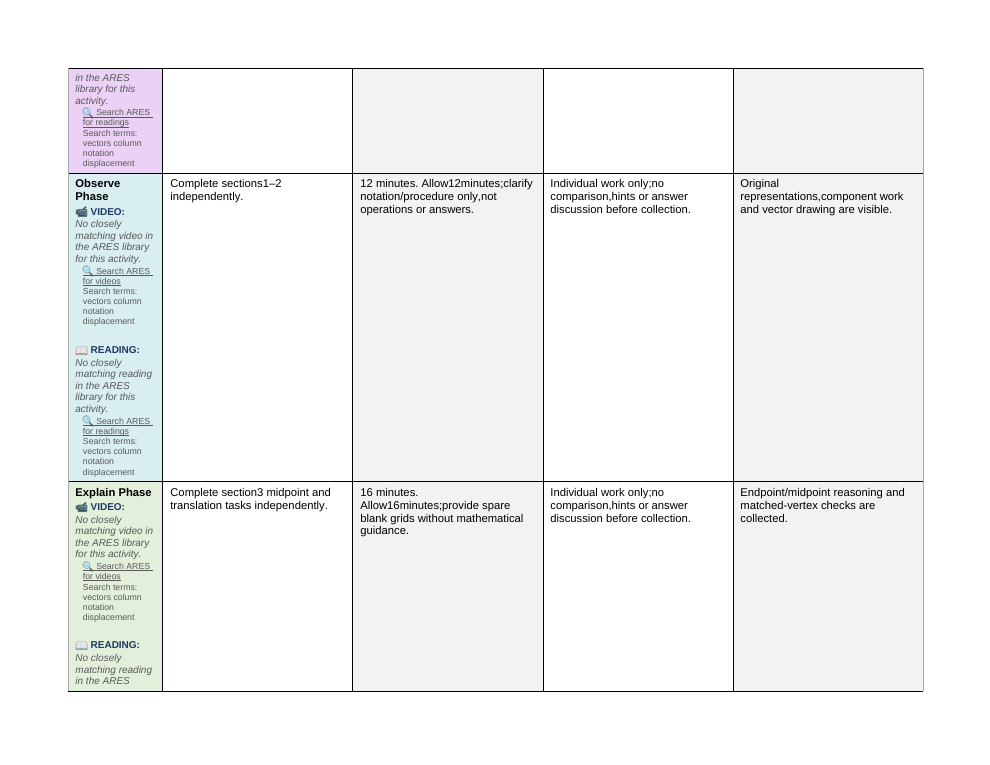 in the ARES
library for this
activity.
🔍 Search ARES
for readings
Search terms:
vectors column
notation
displacement
Observe
Phase
📹 VIDEO:
No closely
matching video in
the ARES library
for this activity.
🔍 Search ARES
for videos
Search terms:
vectors column
notation
displacement
📖 READING:
No closely
matching reading
in the ARES
library for this
activity.
🔍 Search ARES
for readings
Search terms:
vectors column
notation
displacement
Complete sections1–2
independently.
12 minutes. Allow12minutes;clarify
notation/procedure only,not
operations or answers.
Individual work only;no
comparison,hints or answer
discussion before collection.
Original
representations,component work
and vector drawing are visible.
Explain Phase
📹 VIDEO:
No closely
matching video in
the ARES library
for this activity.
🔍 Search ARES
for videos
Search terms:
vectors column
notation
displacement
📖 READING:
No closely
matching reading
in the ARES
Complete section3 midpoint and
translation tasks independently.
16 minutes.
Allow16minutes;provide spare
blank grids without mathematical
guidance.
Individual work only;no
comparison,hints or answer
discussion before collection.
Endpoint/midpoint reasoning and
matched-vertex checks are
collected.